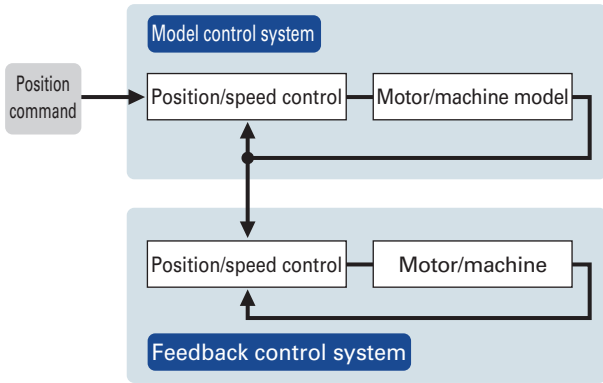 Model control system
Position
command
Position/speed control
Motor/machine model
Position/speed control
Motor/machine
Feedback control system